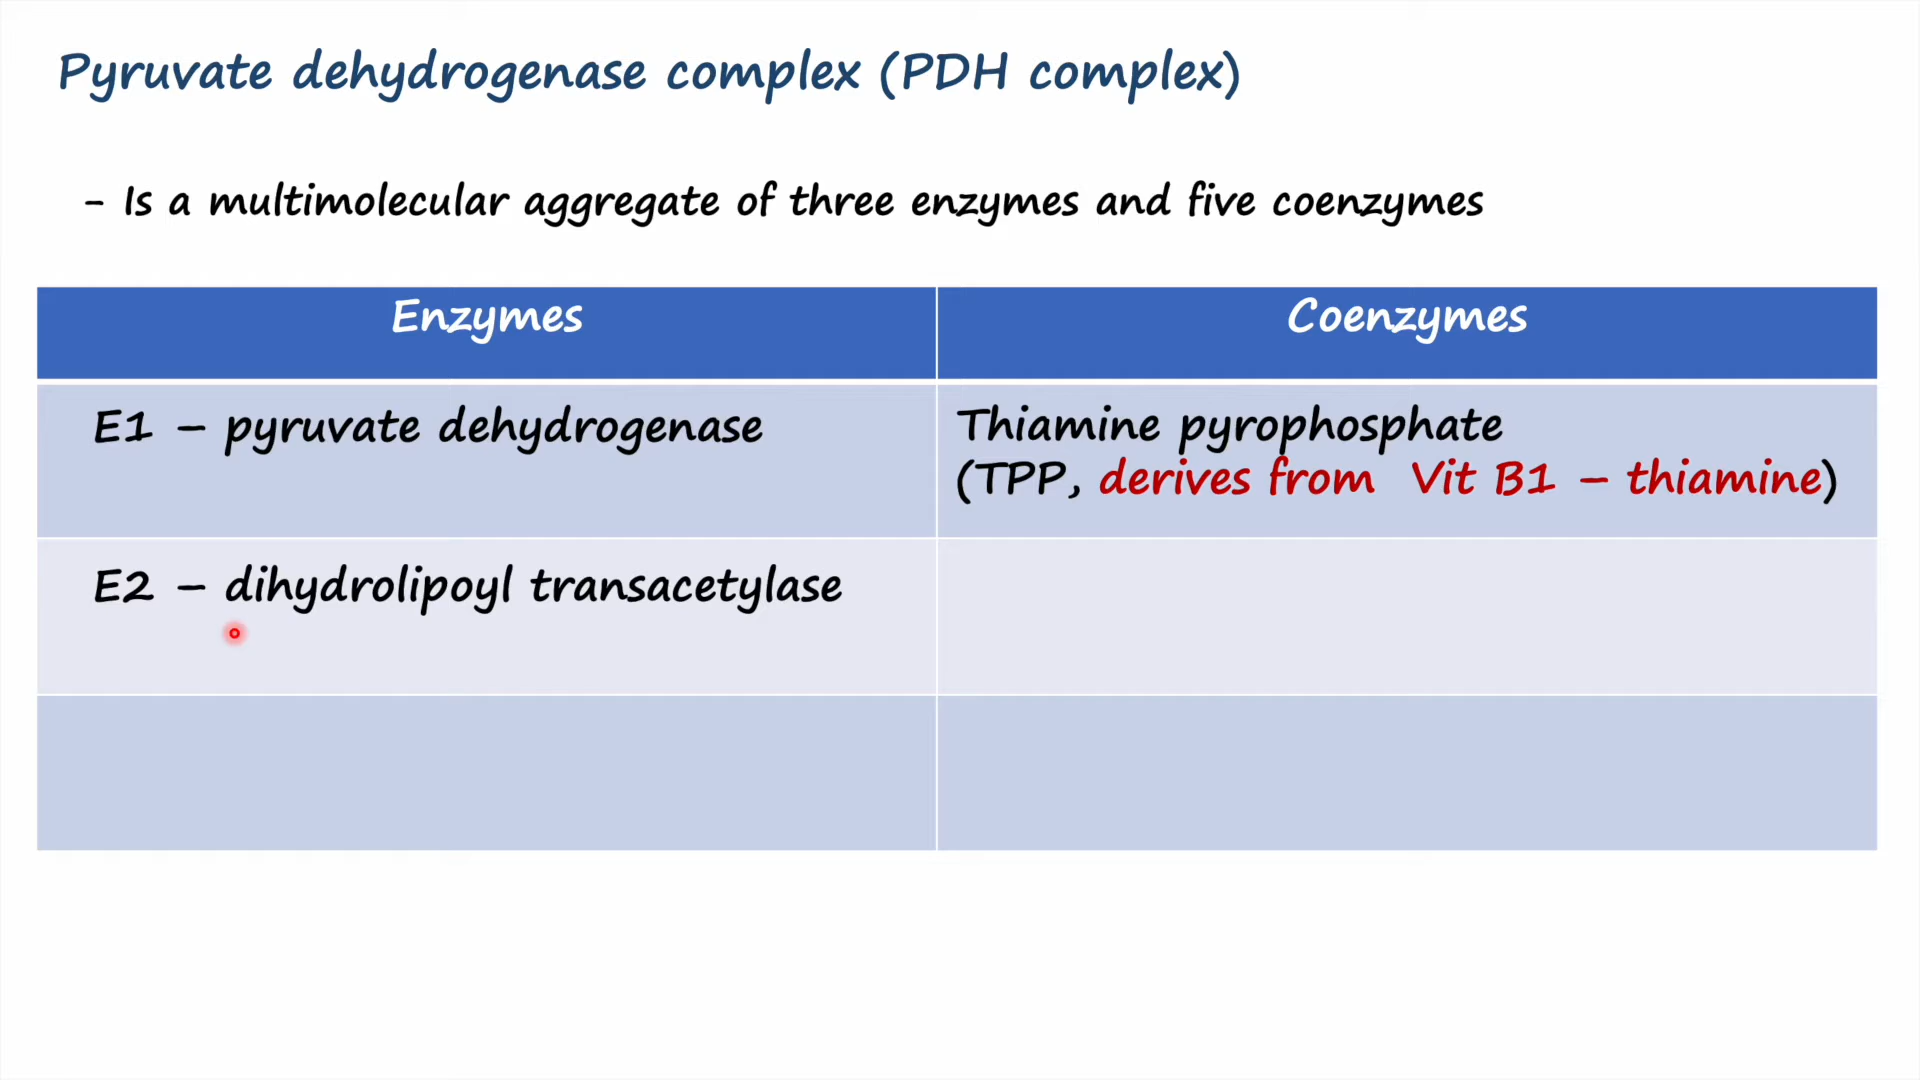 Pyruvate dehydrogenase complex (PDH complex)
- Is a multimolecular aggregate of three enzymes and five coenzymes
Enzymes
Coenzymes
E1 – pyruvate dehydrogenase
Thiamine pyrophosphate
(TPP, derives from Vit B1 – thiamine)
E2 – dihydrolipoyl transacetylase